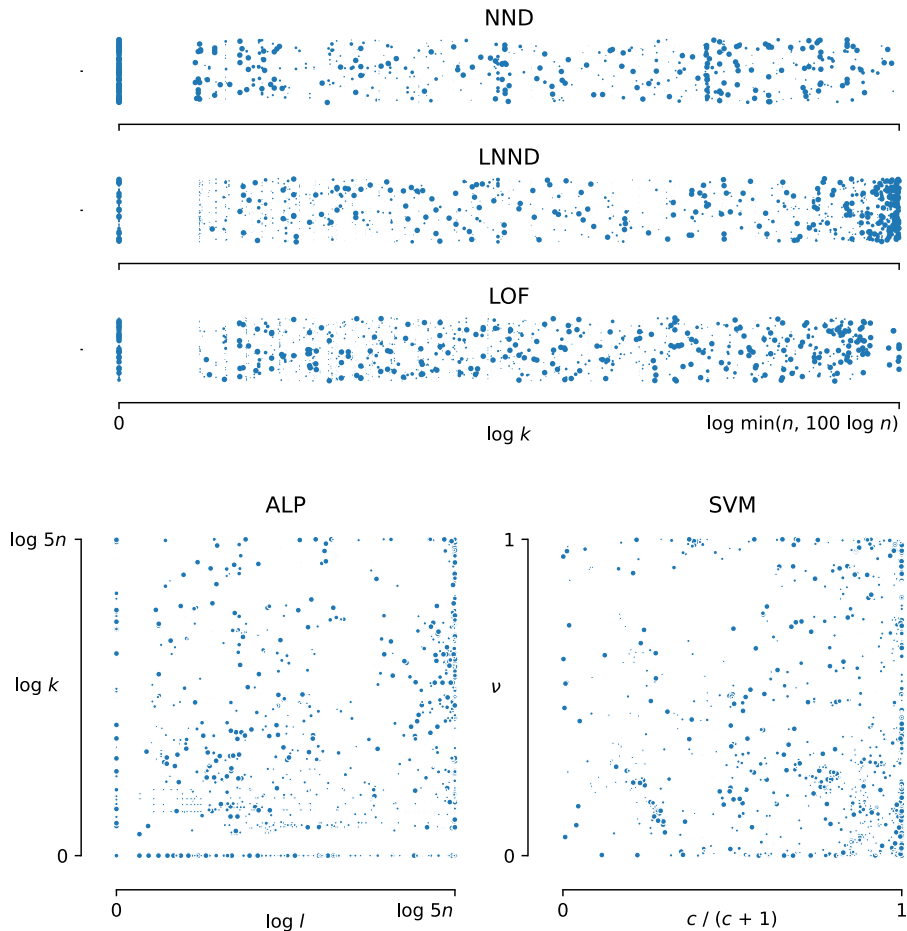 NND
LNND
LOF
0
log k
log min(n, 100 log n)
ALP
SVM
log 5n
log k
0
0
log l
log 5n
1
ν
0
0
c / (c + 1)
1